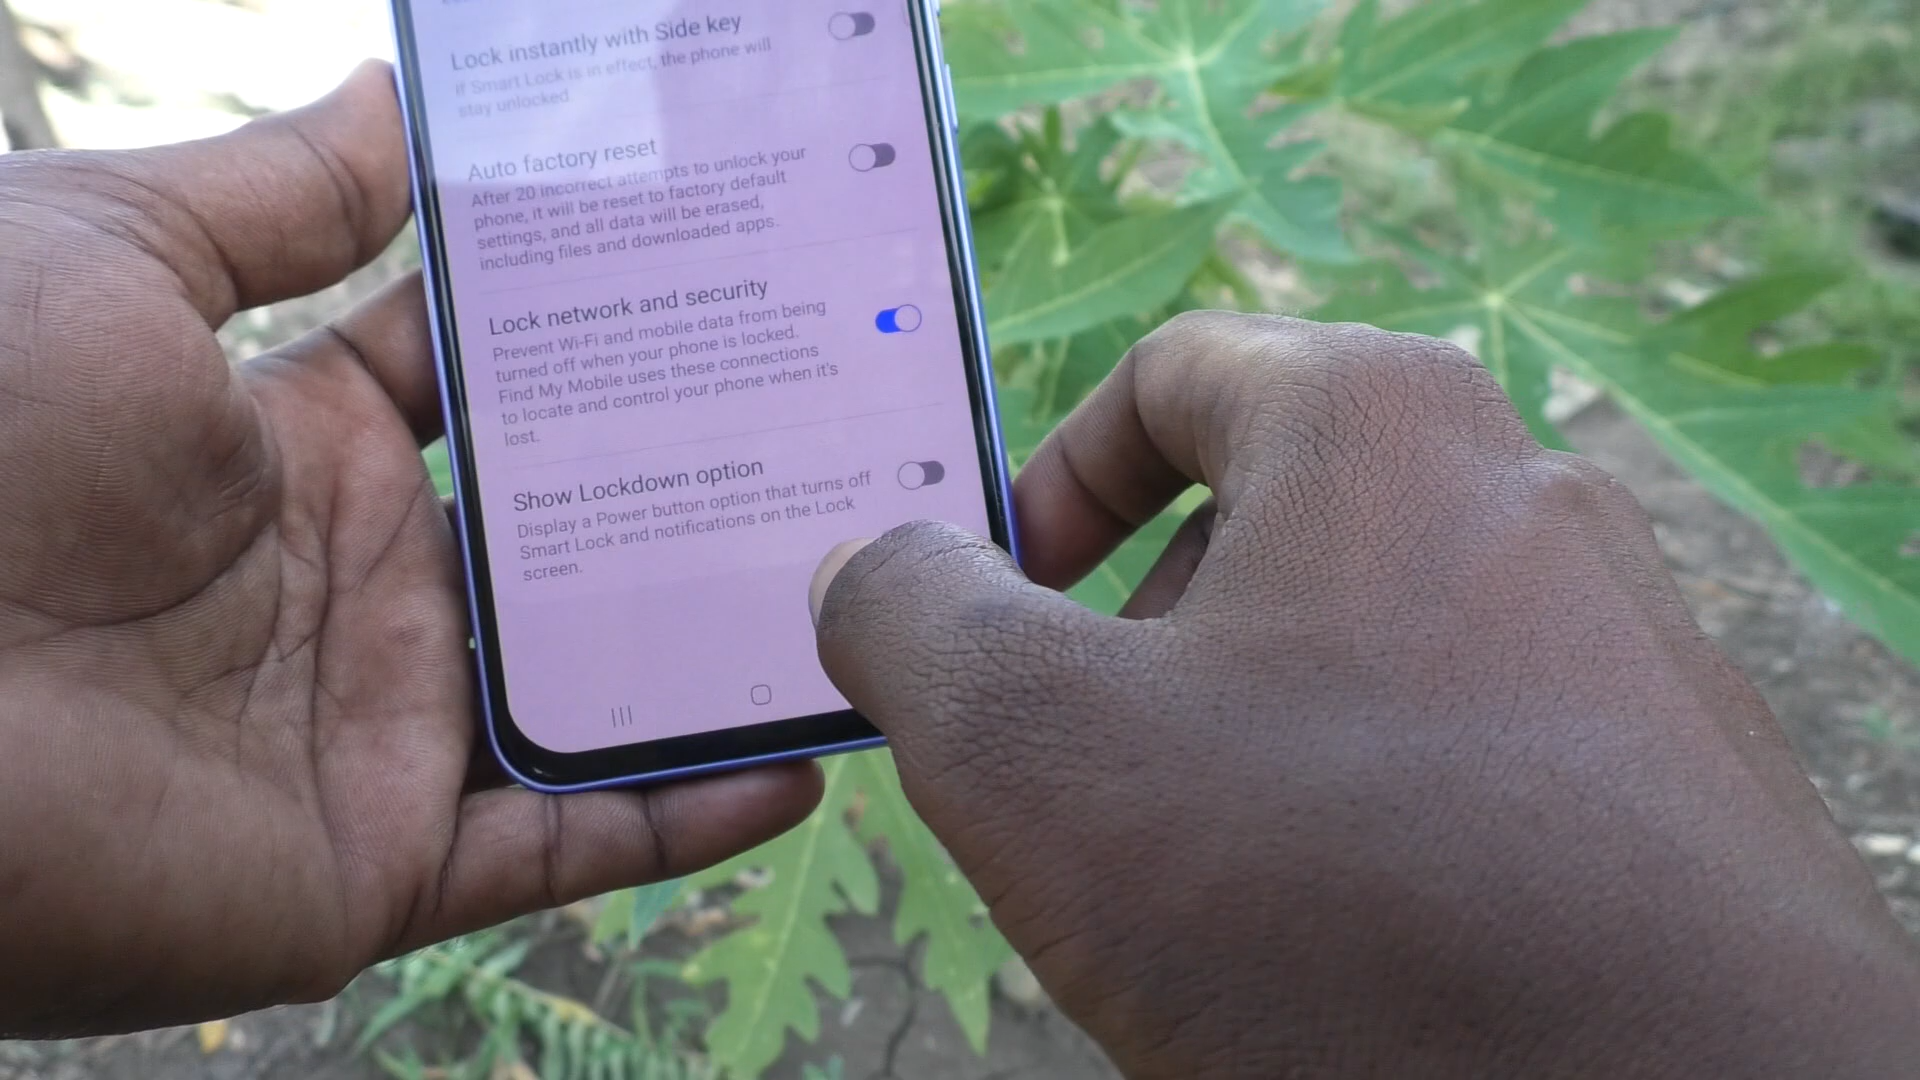 Lock instantly with Side key
If Smart Lock is in effect, the phone will
stay unlocked.
Auto factory reset
After 20 incorrect attempts to unlock your
phone, it will be reset to factory default
settings, and all data will be erased,
including files and downloaded apps.
Lock network and security
Prevent Wi-Fi and mobile data from being
turned off when your phone is locked.
Find My Mobile uses these connections
to locate and control your phone when it's
lost.
Show Lockdown option
Display a Power button option that turns off
Smart Lock and notifications on the Lock
screen.